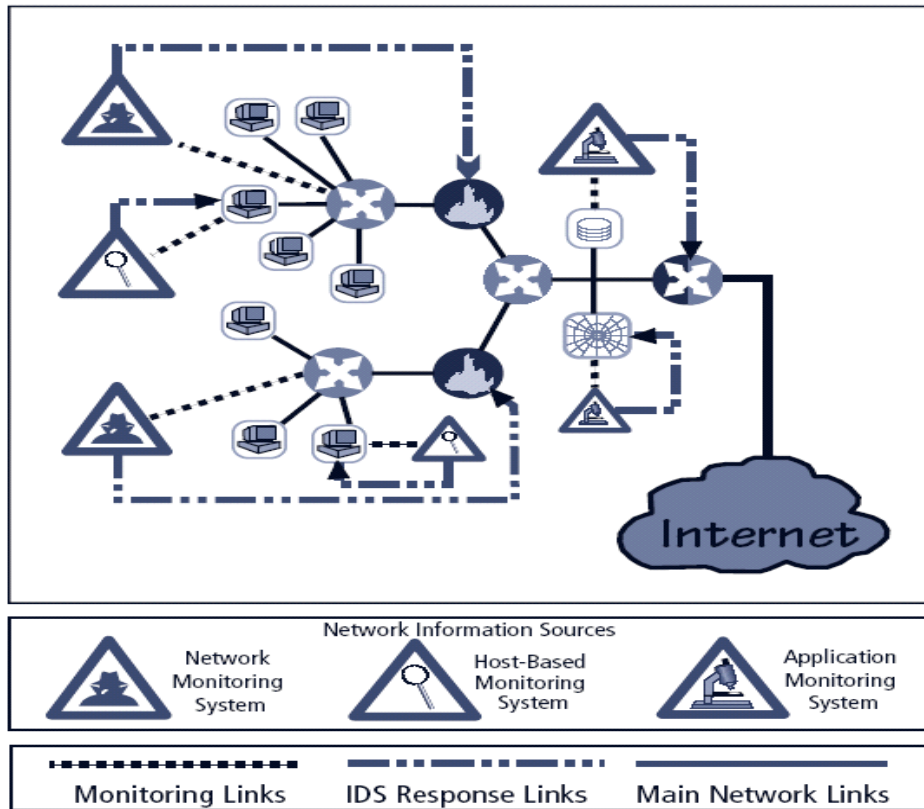 Internet
Network Information Sources
Network
Monitoring
System
Host-Based
Monitoring
System
Application
Monitoring
System
Monitoring Links
IDS Response Links
Main Network Links